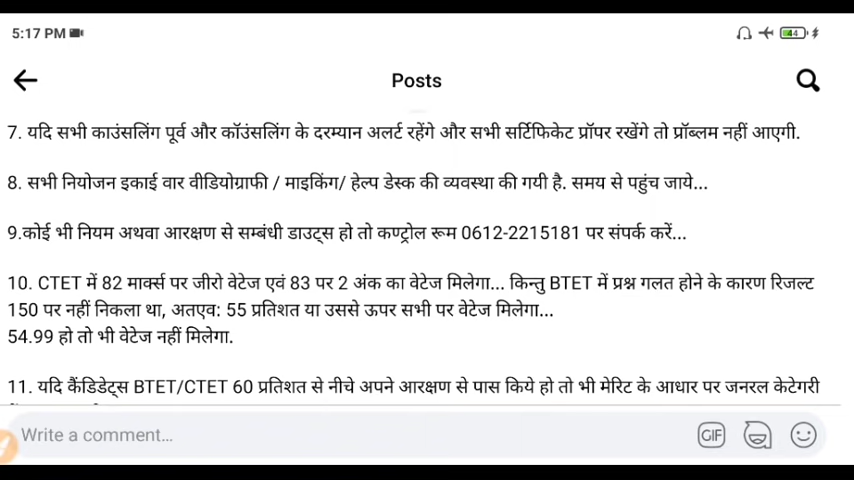 5:17 PM
44
Posts
7. यदि सभी काउंसलिंग पूर्व और कॉउंसलिंग के दरम्यान अलर्ट रहेंगे और सभी सर्टिफिकेट प्रॉपर रखेंगे तो प्रॉब्लम नहीं आएगी.
8. सभी नियोजन इकाई वार वीडियोग्राफी / माइकिंग/ हेल्प डेस्क की व्यवस्था की गयी है. समय से पहुंच जाये...
9.कोई भी नियम अथवा आरक्षण से सम्बंधी डाउट्स हो तो कण्ट्रोल रूम 0612-2215181 पर संपर्क करें...
10. CTET में 82 मार्क्स पर जीरो वेटेज एवं 83 पर 2 अंक का वेटेज मिलेगा... किन्तु BTET में प्रश्न गलत होने के कारण रिजल्ट
150 पर नहीं निकला था, अतएव: 55 प्रतिशत या उससे ऊपर सभी पर वेटेज मिलेगा...
54.99 हो तो भी वेटेज नहीं मिलेगा.
11. यदि कैंडिडेट्स BTET/CTET 60 प्रतिशत से नीचे अपने आरक्षण से पास किये हो तो भी मेरिट के आधार पर जनरल केटेगरी
Write a comment...
GIF